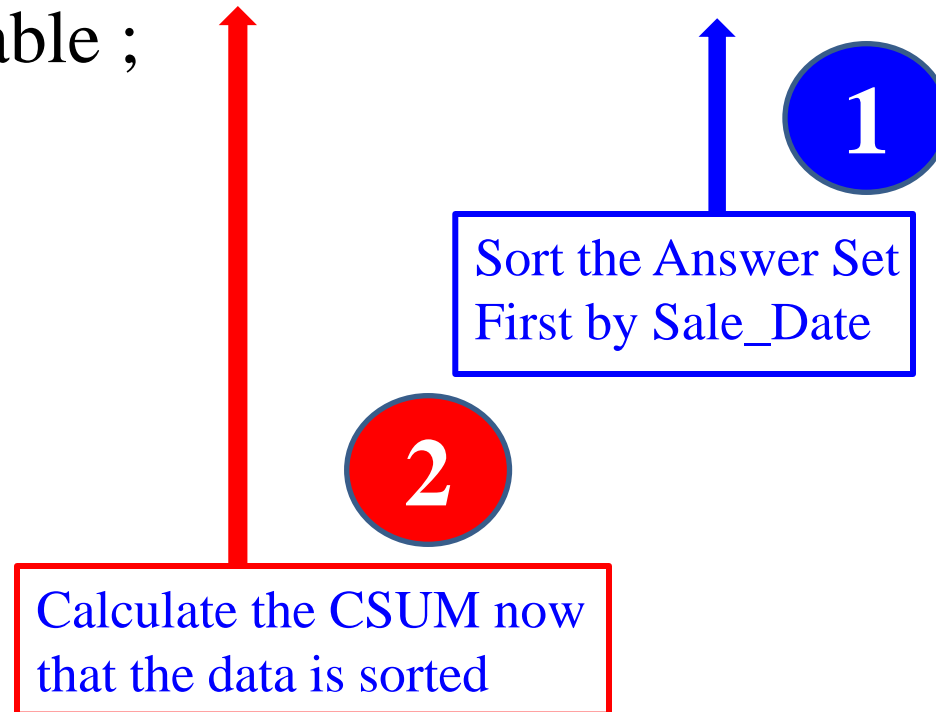 able ;
1
Sort the Answer Set
First by Sale_Date
2
Calculate the CSUM now
that the data is sorted